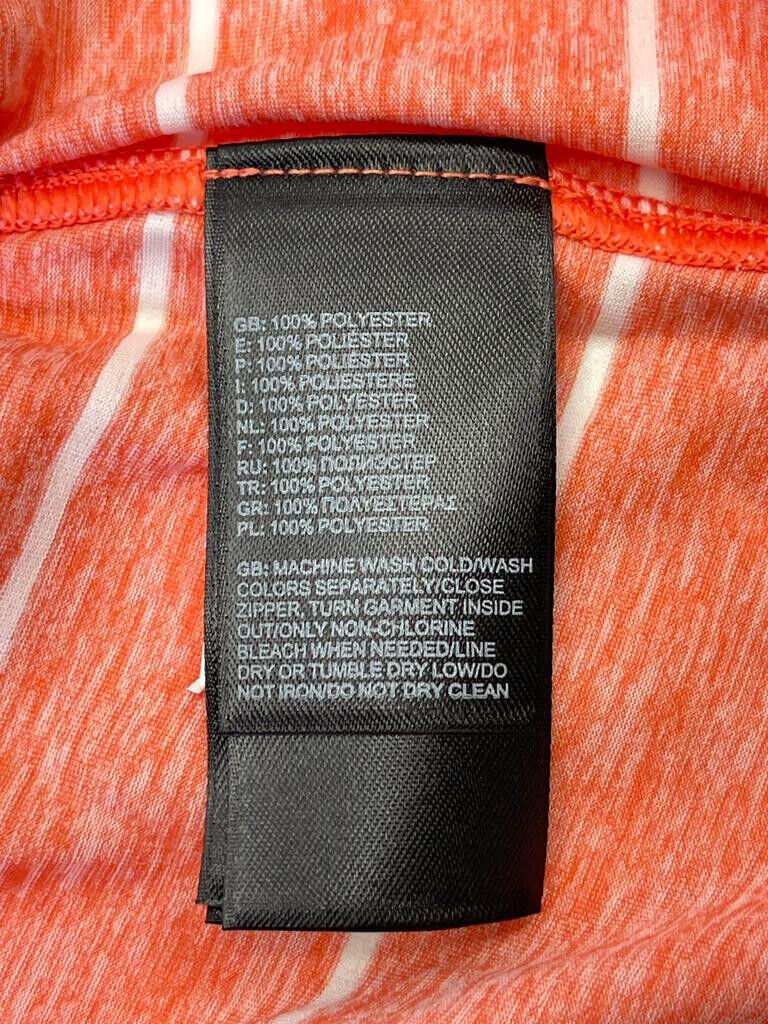 GB: 100% POLYESTER
E: 100% POLIESTER
P: 100% POLIESTER
I: 100% POLIESTERE
D: 100% POLYESTER
NL: 100% POLYESTER
F: 100% POLYESTER
RU: 100% ПОЛИЭСТЕР
TR: 100% POLYESTER
GR: 100% ΠΟΛΥΕΣΤΕΡΑΣ
PL: 100% POLYESTER
GB: MACHINE WASH COLD/WASH
COLORS SEPARATELY/CLOSE
ZIPPER, TURN GARMENT INSIDE
OUT/ONLY NON-CHLORINE
BLEACH WHEN NEEDED/LINE
DRY OR TUMBLE DRY LOW/DO
NOT IRON/DO NOT DRY CLEAN